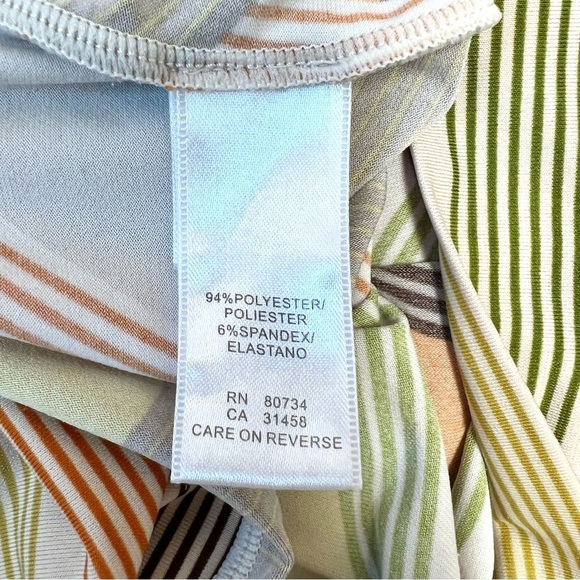 94%POLYESTER/
POLIESTER
6%SPANDEX/
ELASTANO
RN 80734
CA 31458
CARE ON REVERSE